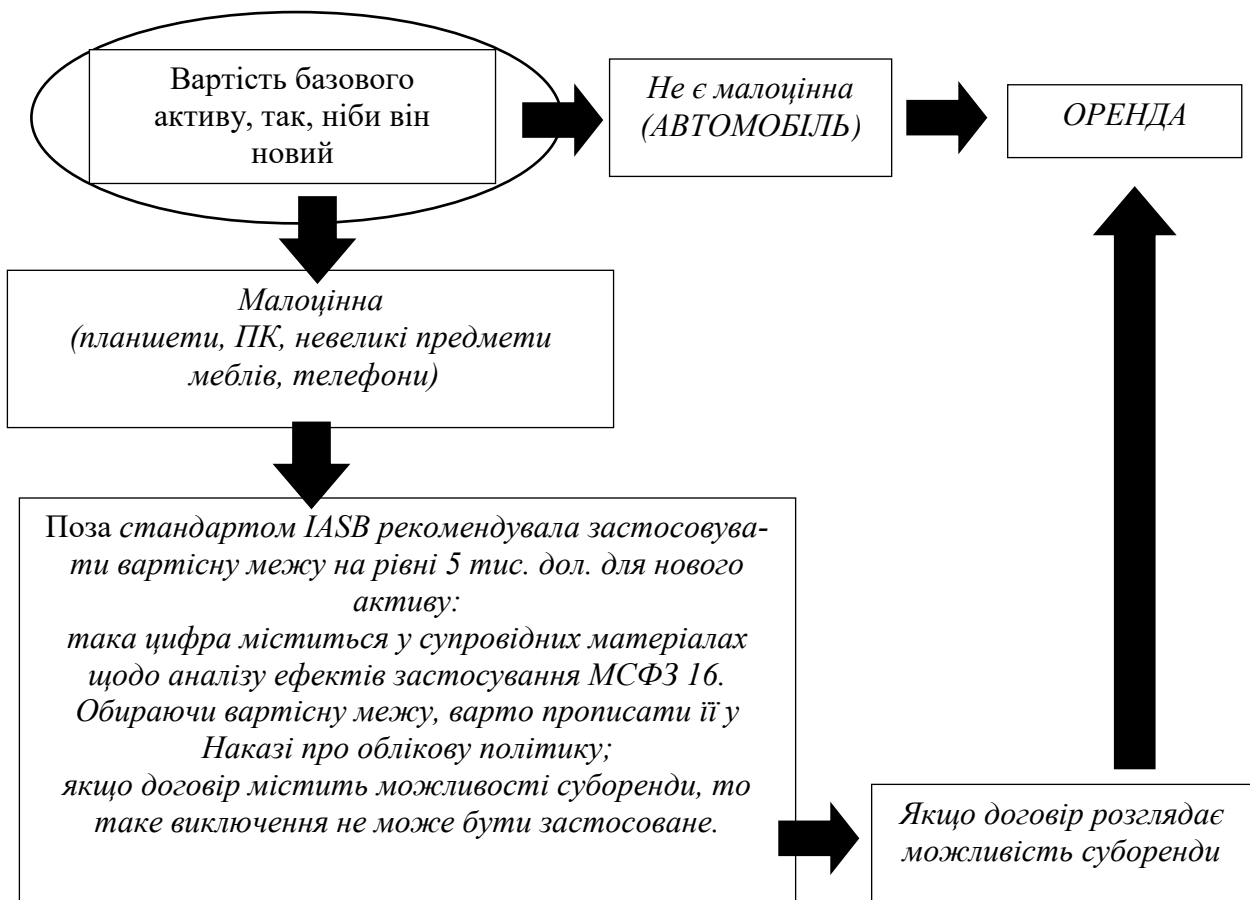 Вартість базового
активу, так, ніби він
новий
Не є малоцінна
(АВТОМОБІЛЬ)
ОРЕНДА
Малоцінна
(планшети, ПК, невеликі предмети
меблів, телефони)
Поза стандартом IASB рекомендувала застосовува-
ти вартісну межу на рівні 5 тис. дол. для нового
активу:
така цифра міститься у супровідних матеріалах
щодо аналізу ефектів застосування МСФЗ 16.
Обираючи вартісну межу, варто прописати її у
Наказі про облікову політику;
якщо договір містить можливості суборенди, то
таке виключення не може бути застосоване.
Якщо договір розглядає
можливість суборенди